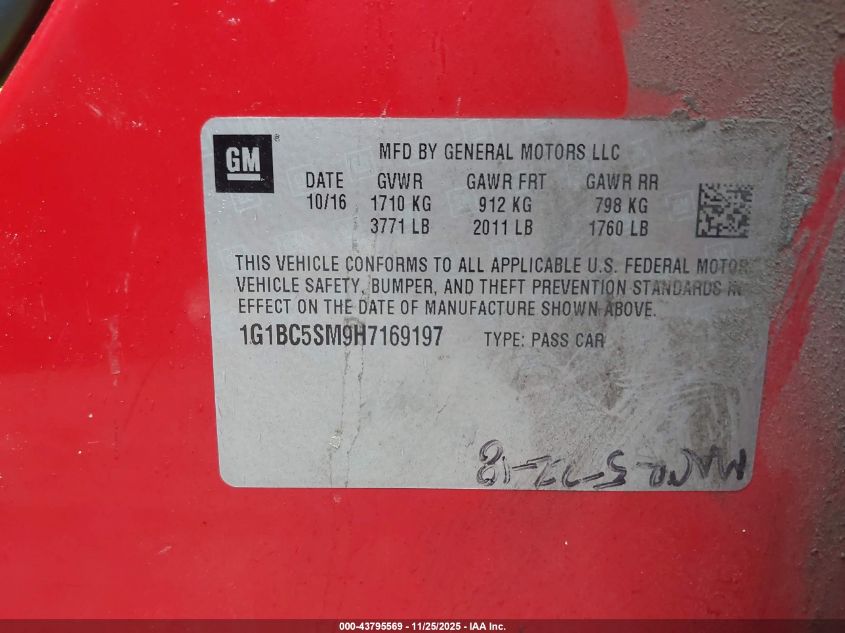 GM ®
MFD BY GENERAL MOTORS LLC
DATE GVWR GAWR FRT GAWR RR
10/16 1710 KG 912 KG 798 KG
3771 LB 2011 LB 1760 LB
THIS VEHICLE CONFORMS TO ALL APPLICABLE U.S. FEDERAL MOTOR
VEHICLE SAFETY, BUMPER, AND THEFT PREVENTION STANDARDS IN
EFFECT ON THE DATE OF MANUFACTURE SHOWN ABOVE.
1G1BC5SM9H7169197 TYPE: PASS CAR
000-43795569 - 11/25/2025 - IAA Inc.